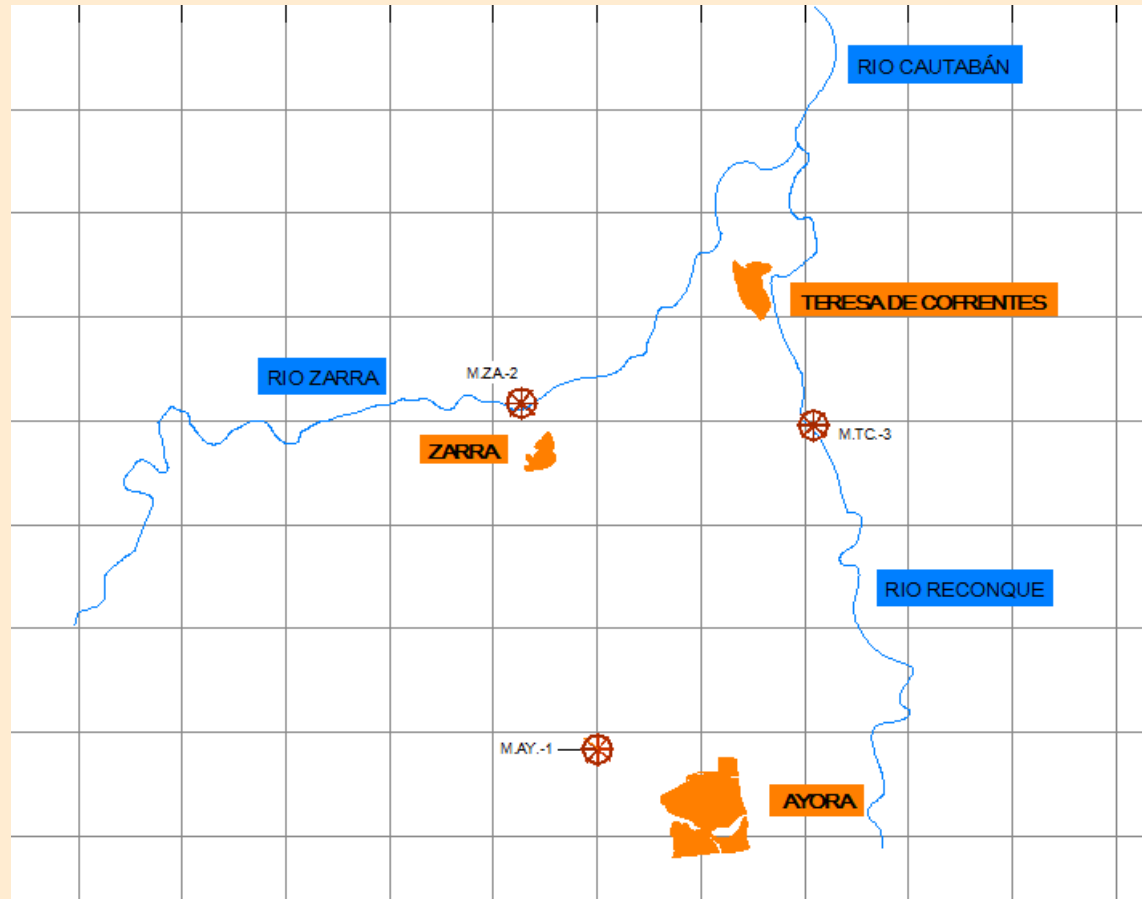 RIO CAUTABÁN
TERESA DE COFRENTES
M.ZA.-2
RIO ZARRA
M.TC.-3
ZARRA
RIO RECONQUE
M.AY.-1
AYORA